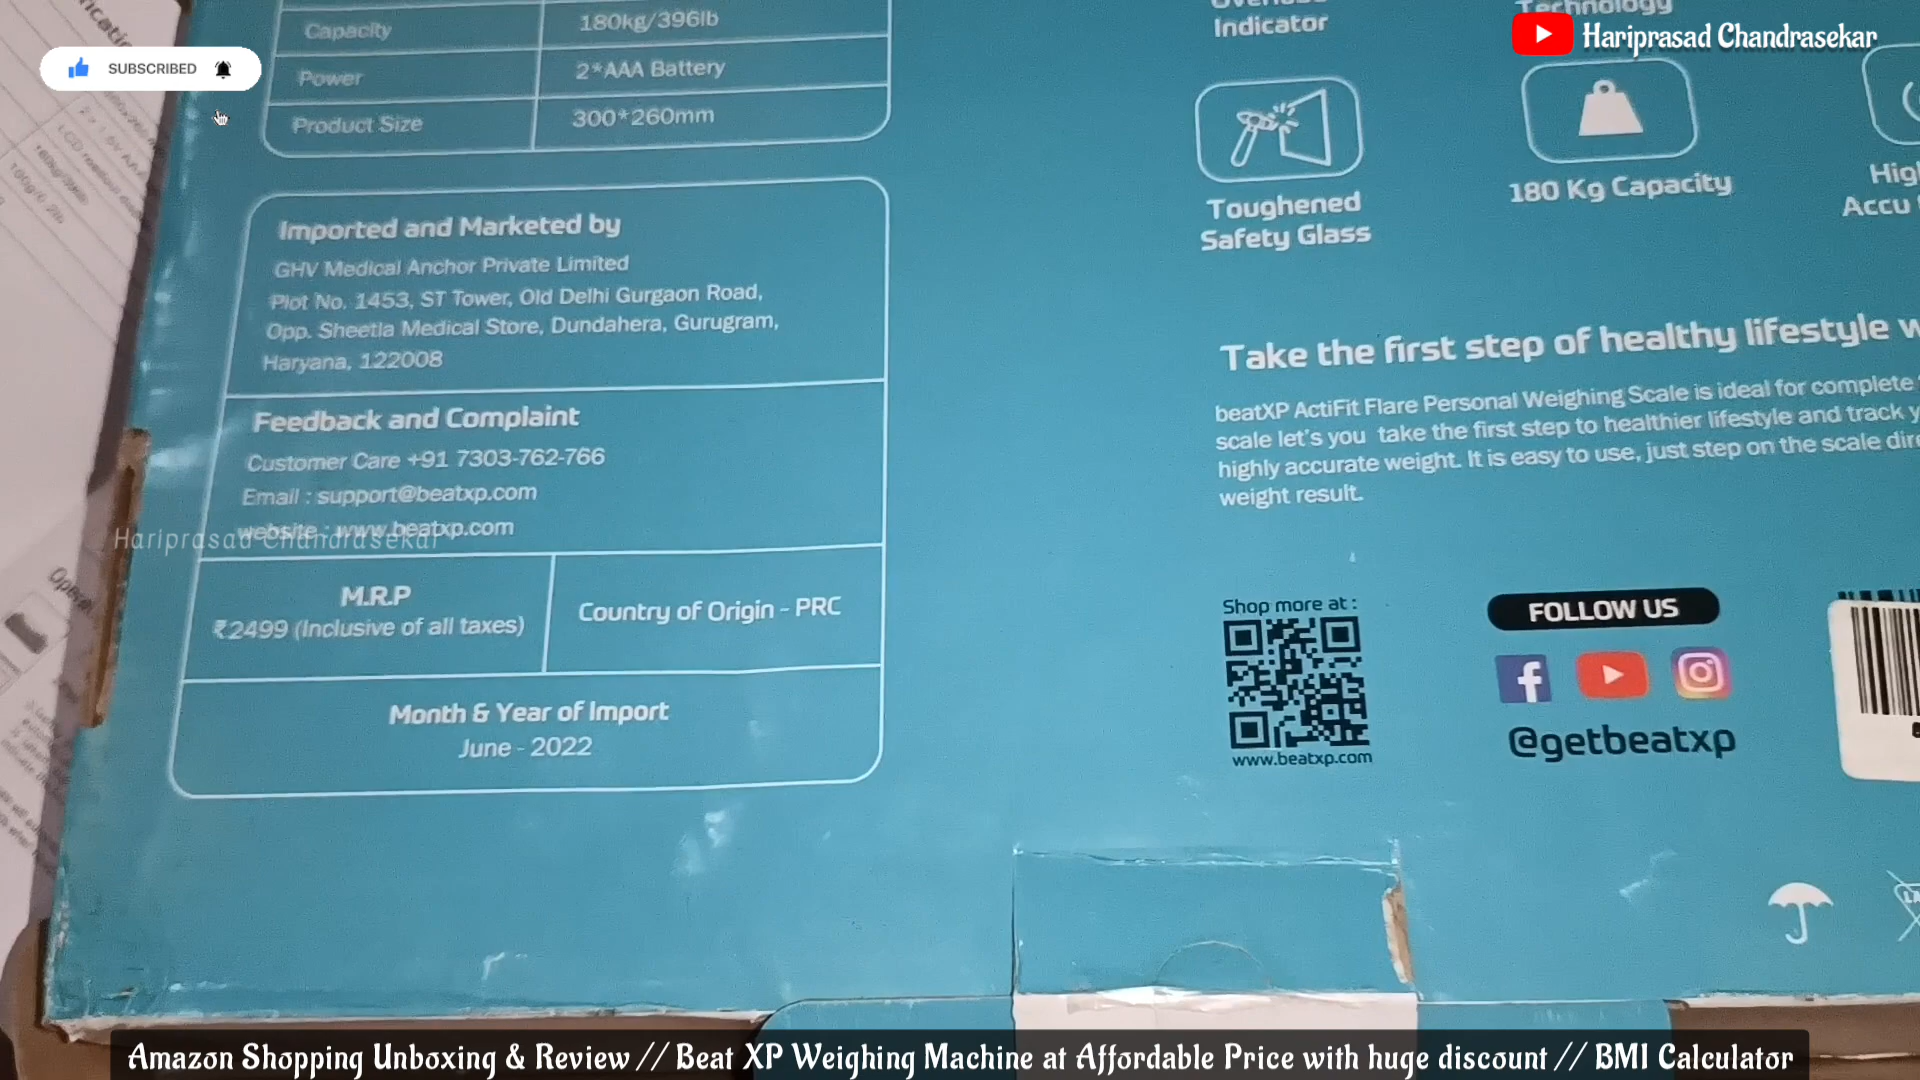 SUBSCRIBED
Hariprasad Chandrasekar
Capacity 180kg/396lb
Power 2*AAA Battery
Product Size 300*260mm
Imported and Marketed by
GHV Medical Anchor Private Limited
Plot No. 1453, ST Tower, Old Delhi Gurgaon Road,
Opp. Sheetla Medical Store, Dundahera, Gurugram,
Haryana, 122008
Feedback and Complaint
Customer Care +91 7303-762-766
Email : support@beatxp.com
website : www.beatxp.com
Hariprasad Chandrasekar
M.R.P
₹2499 (Inclusive of all taxes)
Country of Origin - PRC
Month & Year of Import
June - 2022
Indicator
Technology
Toughened
Safety Glass
180 Kg Capacity
Accu
Take the first step of healthy lifestyle
beatXP ActiFit Flare Personal Weighing Scale is ideal for complete
scale let's you take the first step to healthier lifestyle and track
highly accurate weight. It is easy to use, just step on the scale
weight result.
Shop more at :
www.beatxp.com
FOLLOW US
@getbeatxp
Amazon Shopping Unboxing & Review // Beat XP Weighing Machine at Affordable Price with huge discount // BMI Calculator